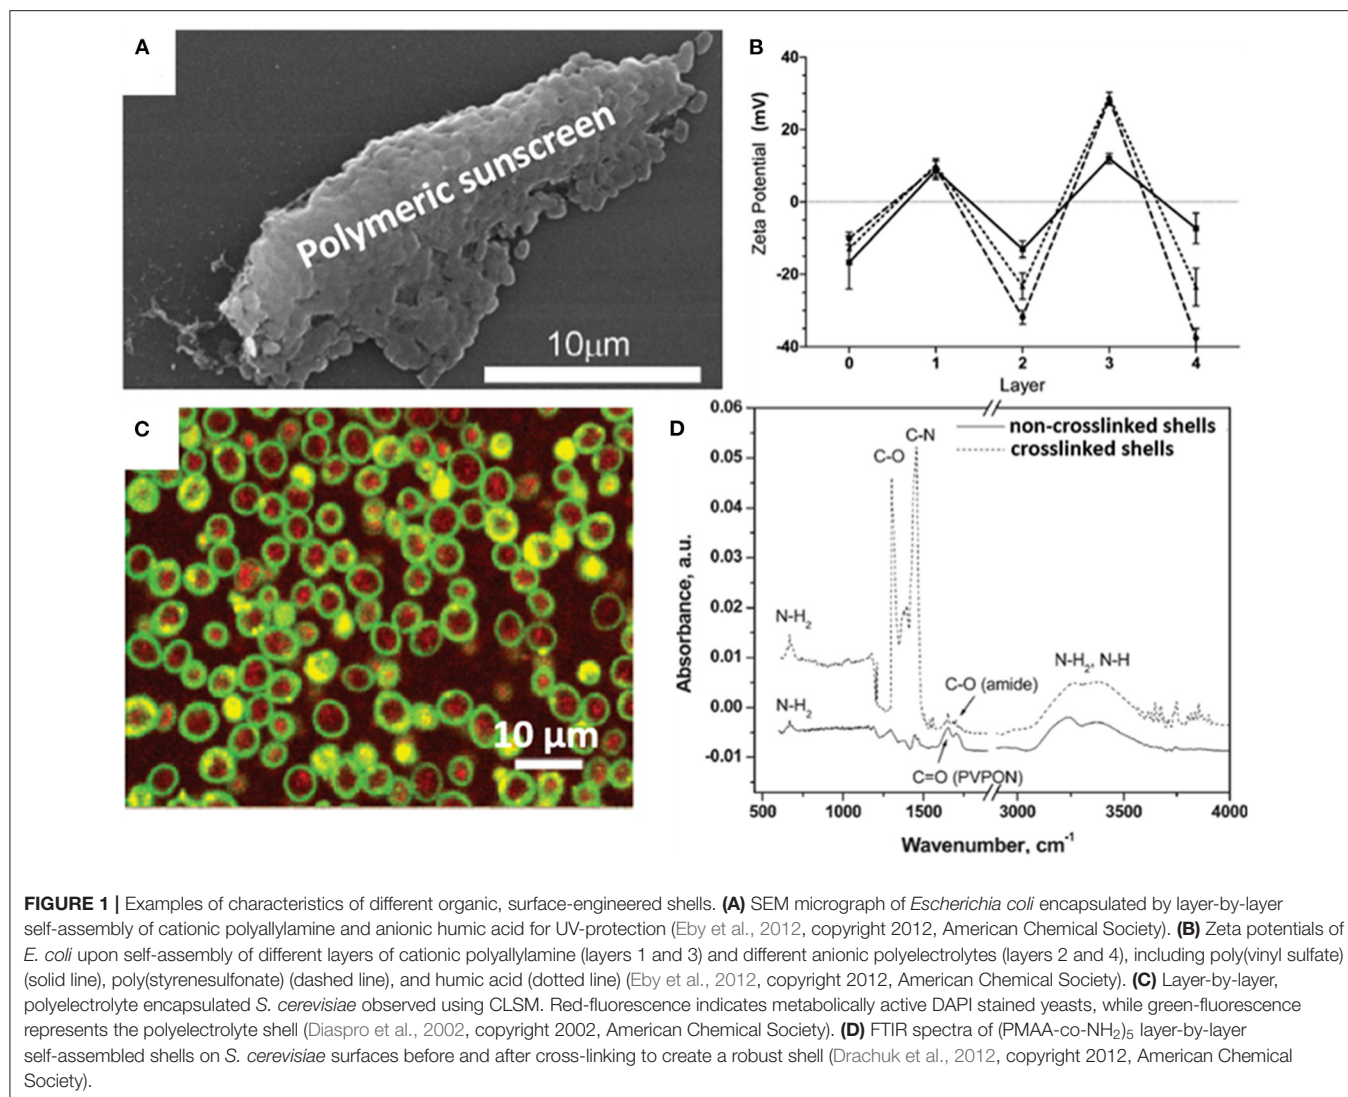 A
Polymeric sunscreen
10µm
B
Zeta Potential (mV)
40
20
0
-20
-40
0 1 2 3 4
Layer
C
10 µm
D
Absorbance, a.u.
0.06
0.05
0.04
0.03
0.02
0.01
0.00
-0.01
non-crosslinked shells
crosslinked shells
C-N
C-O
N-H2
N-H2
N-H2, N-H
C-O (amide)
C=O (PVPON)
500 1000 1500 3000 3500 4000
Wavenumber, cm-1
FIGURE 1 | Examples of characteristics of different organic, surface-engineered shells. (A) SEM micrograph of Escherichia coli encapsulated by layer-by-layer
self-assembly of cationic polyallylamine and anionic humic acid for UV-protection (Eby et al., 2012, copyright 2012, American Chemical Society). (B) Zeta potentials of
E. coli upon self-assembly of different layers of cationic polyallylamine (layers 1 and 3) and different anionic polyelectrolytes (layers 2 and 4), including poly(vinyl sulfate)
(solid line), poly(styrenesulfonate) (dashed line), and humic acid (dotted line) (Eby et al., 2012, copyright 2012, American Chemical Society). (C) Layer-by-layer,
polyelectrolyte encapsulated S. cerevisiae observed using CLSM. Red-fluorescence indicates metabolically active DAPI stained yeasts, while green-fluorescence
represents the polyelectrolyte shell (Diaspro et al., 2002, copyright 2002, American Chemical Society). (D) FTIR spectra of (PMAA-co-NH2)5 layer-by-layer
self-assembled shells on S. cerevisiae surfaces before and after cross-linking to create a robust shell (Drachuk et al., 2012, copyright 2012, American Chemical
Society).